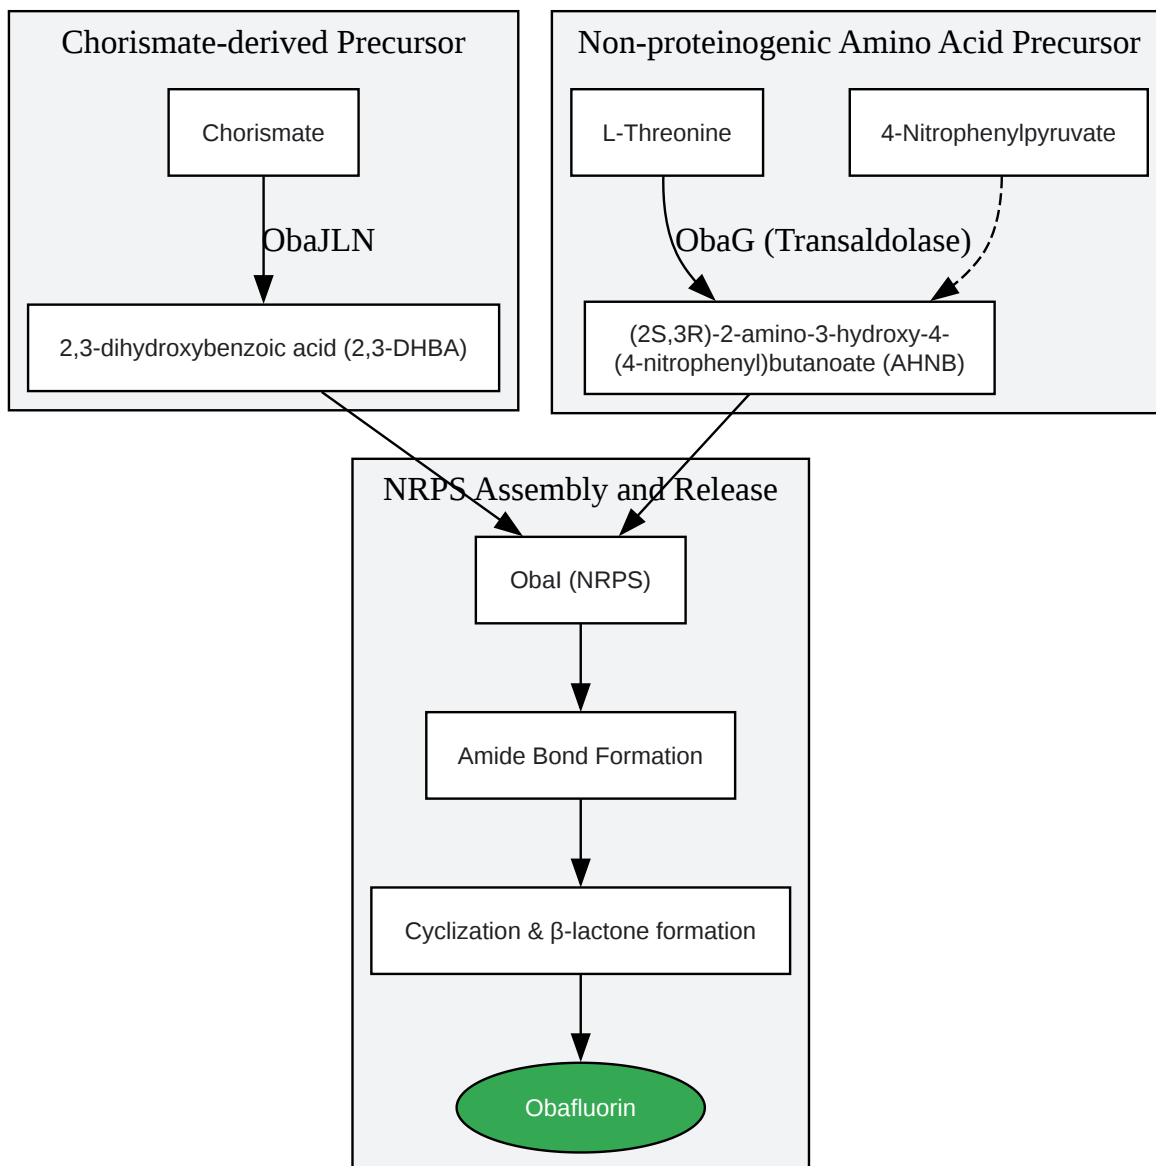 Chorismate-derived Precursor
Chorismate
ObaJLN
2,3-dihydroxybenzoic acid (2,3-DHBA)
Non-proteinogenic Amino Acid Precursor
L-Threonine
4-Nitrophenylpyruvate
ObaG (Transaldolase)
(2S,3R)-2-amino-3-hydroxy-4-
(4-nitrophenyl)butanoate (AHNB)
NRPS Assembly and Release
ObaI (NRPS)
Amide Bond Formation
Cyclization & β-lactone formation
Obafluorin